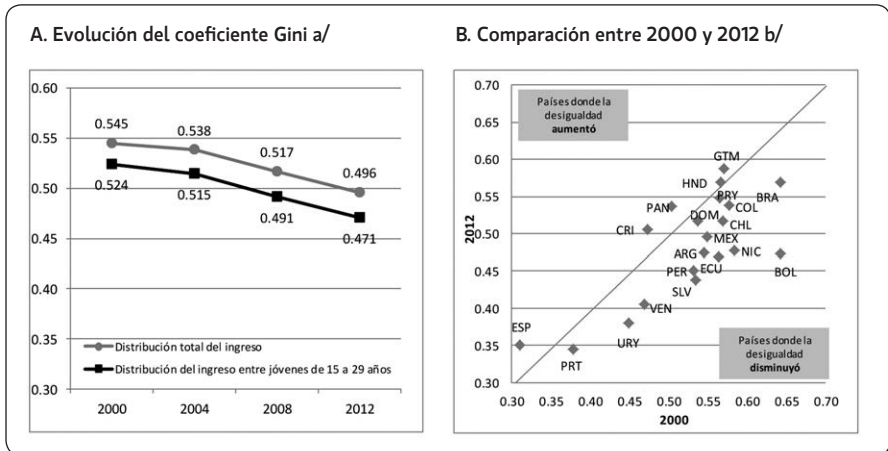 A. Evolución del coeficiente Gini a/
0.60
0.55
0.50
0.45
0.40
0.35
0.30
0.545
0.538
0.517
0.496
0.524
0.515
0.491
0.471
Distribución total del ingreso
Distribución del ingreso entre jóvenes de 15 a 29 años
2000
2004
2008
2012
B. Comparación entre 2000 y 2012 b/
2012
0.70
0.65
0.60
0.55
0.50
0.45
0.40
0.35
0.30
Países donde la
desigualdad
aumentó
GTM
HND
PRY
BRA
PAN
COL
DOM
CHL
CRI
MEX
ARG
NIC
PER
ECU
BOL
SLV
VEN
ESP
URY
PRT
Países donde la
desigualdad
disminuyó
0.30
0.35
0.40
0.45
0.50
0.55
0.60
0.65
0.70
2000